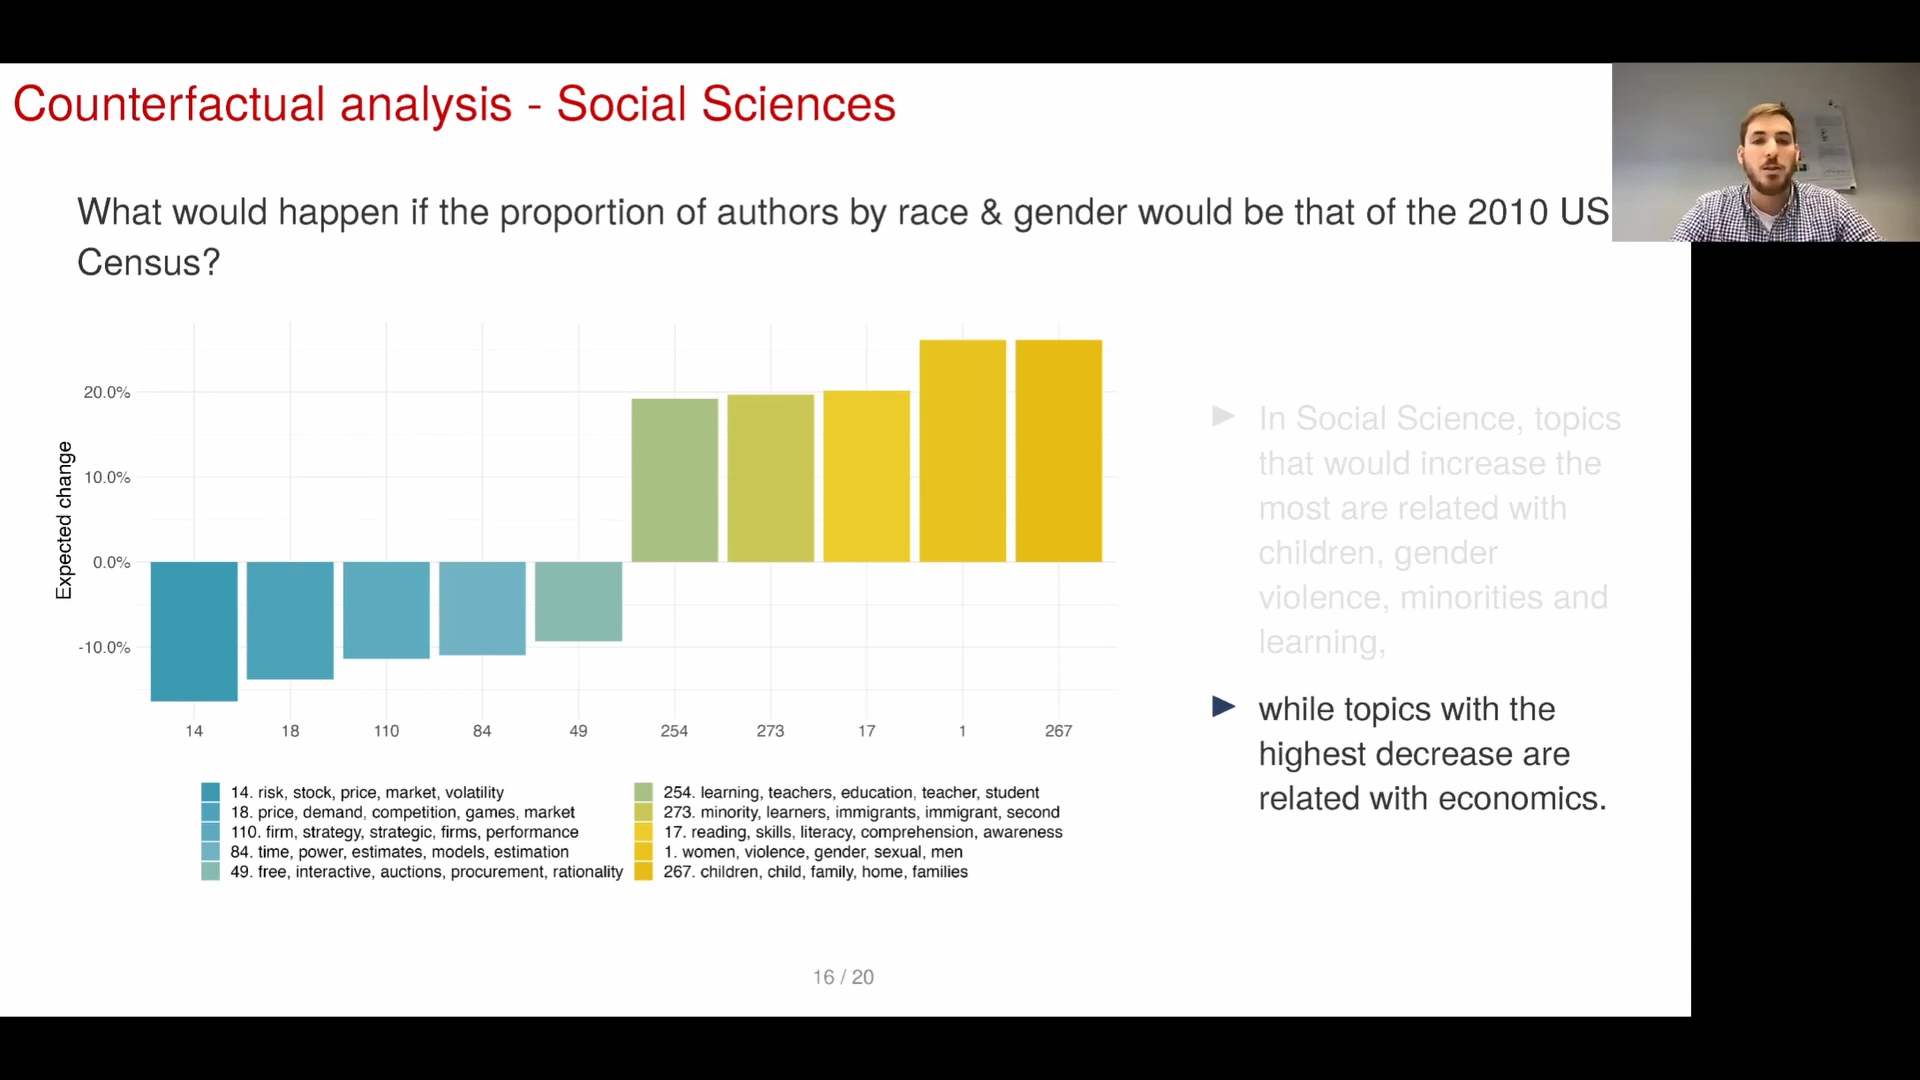 Counterfactual analysis - Social Sciences
What would happen if the proportion of authors by race & gender would be that of the 2010 US
Census?
Expected change
20.0%
10.0%
0.0%
-10.0%
14 18 110 84 49 254 273 17 1 267
14. risk, stock, price, market, volatility
18. price, demand, competition, games, market
110. firm, strategy, strategic, firms, performance
84. time, power, estimates, models, estimation
49. free, interactive, auctions, procurement, rationality
254. learning, teachers, education, teacher, student
273. minority, learners, immigrants, immigrant, second
17. reading, skills, literacy, comprehension, awareness
1. women, violence, gender, sexual, men
267. children, child, family, home, families
In Social Science, topics
that would increase the
most are related with
children, gender
violence, minorities and
learning,
while topics with the
highest decrease are
related with economics.
16 / 20